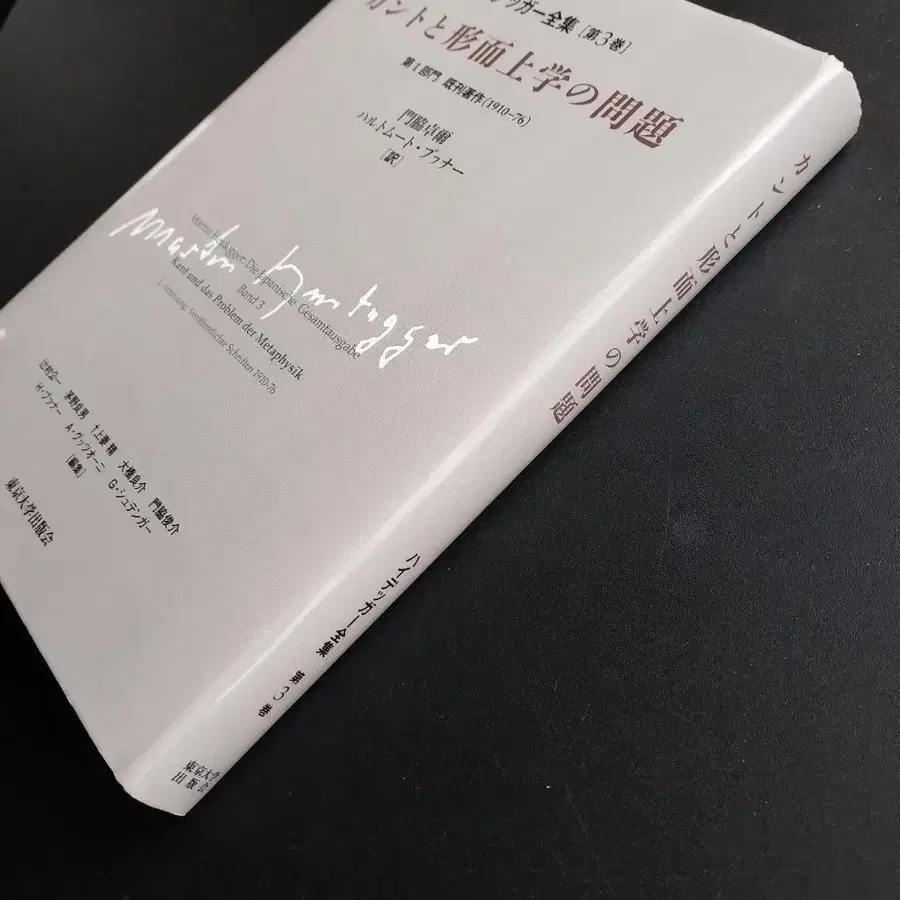 ッガー全集 [第3巻]
カントと形而上学の問題
第1部門 既刊著作(1910–76)
門脇卓爾
ハルトムート・ブァナー
[訳]
Martin Heidegger
Martin Heidegger: Die Japanische Gesamtausgabe
Band 3
Kant und das Problem der Metaphysik
1. Abteilung: Veröffentlichte Schriften 1910-76
辻村公一 茅野良男 †上妻 精 大橋良介 門脇俊介
H・ブァナー A・グッツオーニ G・シュテンガー
[編集]
東京大学出版会
カントと形而上学の問題
ハイデッガー全集 第3巻
東京大学
出版会